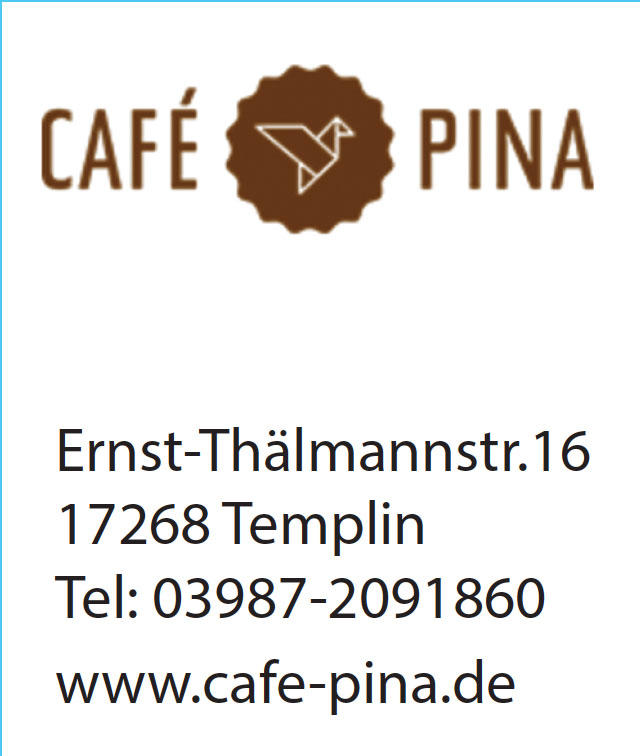 CAFÉ PINA
Ernst-Thälmannstr.16
17268 Templin
Tel: 03987-2091860
www.cafe-pina.de